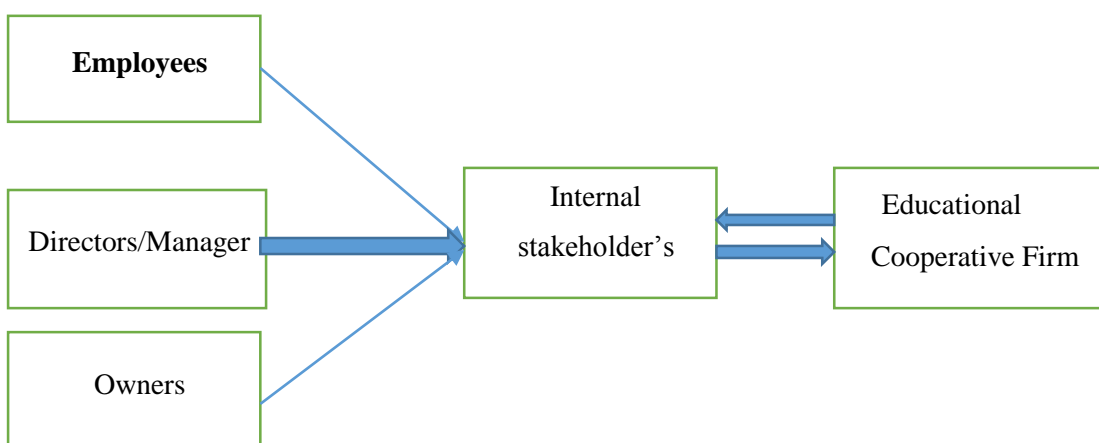 Employees
Directors/Manager
Owners
Internal
stakeholder’s
Educational
Cooperative Firm